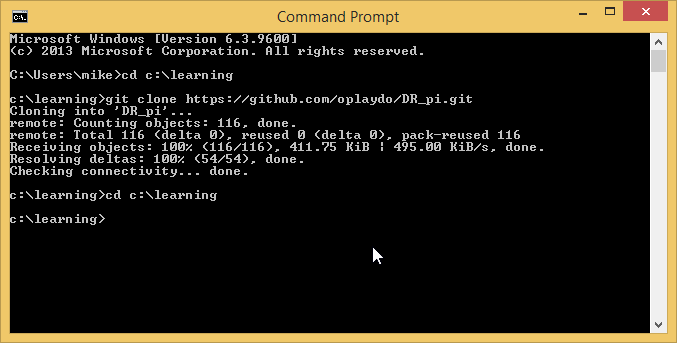 Command Prompt
Microsoft Windows [Version 6.3.9600]
(c) 2013 Microsoft Corporation. All rights reserved.
C:\Users\mike>cd c:\learning
c:\learning>git clone https://github.com/oplaydo/DR_pi.git
Cloning into 'DR_pi'...
remote: Counting objects: 116, done.
remote: Total 116 (delta 0), reused 0 (delta 0), pack-reused 116
Receiving objects: 100% (116/116), 411.75 KiB | 495.00 KiB/s, done.
Resolving deltas: 100% (54/54), done.
Checking connectivity... done.
c:\learning>cd c:\learning
c:\learning>